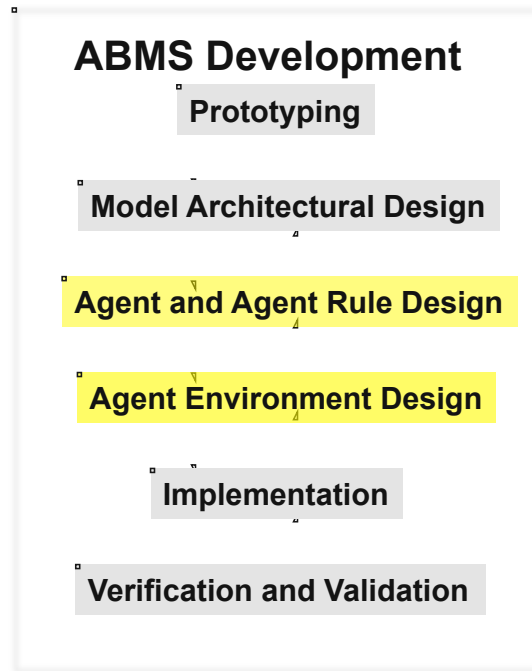 ABMS Development
Prototyping
Model Architectural Design
Agent and Agent Rule Design
Agent Environment Design
Implementation
Verification and Validation